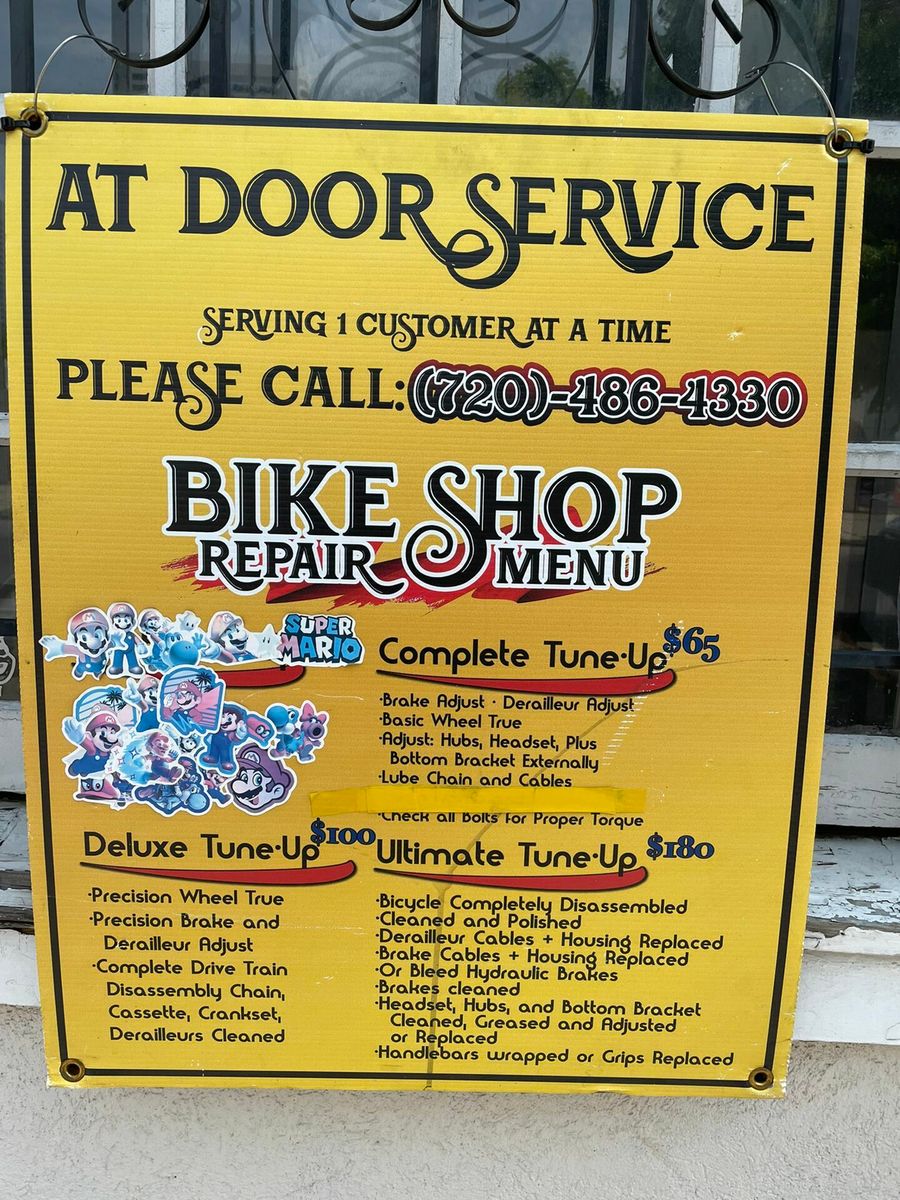 AT DOOR SERVICE
SERVING 1 CUSTOMER AT A TIME
PLEASE CALL: (720)-486-4330
BIKE SHOP
REPAIR MENU
SUPER
MARIO
Complete Tune·Up $65
·Brake Adjust · Derailleur Adjust
·Basic Wheel True
·Adjust: Hubs, Headset, Plus
Bottom Bracket Externally
·Lube Chain and Cables
·Check all Bolts for Proper Torque
Deluxe Tune·Up $100
·Precision Wheel True
·Precision Brake and
Derailleur Adjust
·Complete Drive Train
Disassembly Chain,
Cassette, Crankset,
Derailleurs Cleaned
Ultimate Tune·Up $180
·Bicycle Completely Disassembled
·Cleaned and Polished
·Derailleur Cables + Housing Replaced
·Brake Cables + Housing Replaced
·Or Bleed Hydraulic Brakes
·Brakes cleaned
·Headset, Hubs, and Bottom Bracket
Cleaned, Greased and Adjusted
or Replaced
·Handlebars wrapped or Grips Replaced